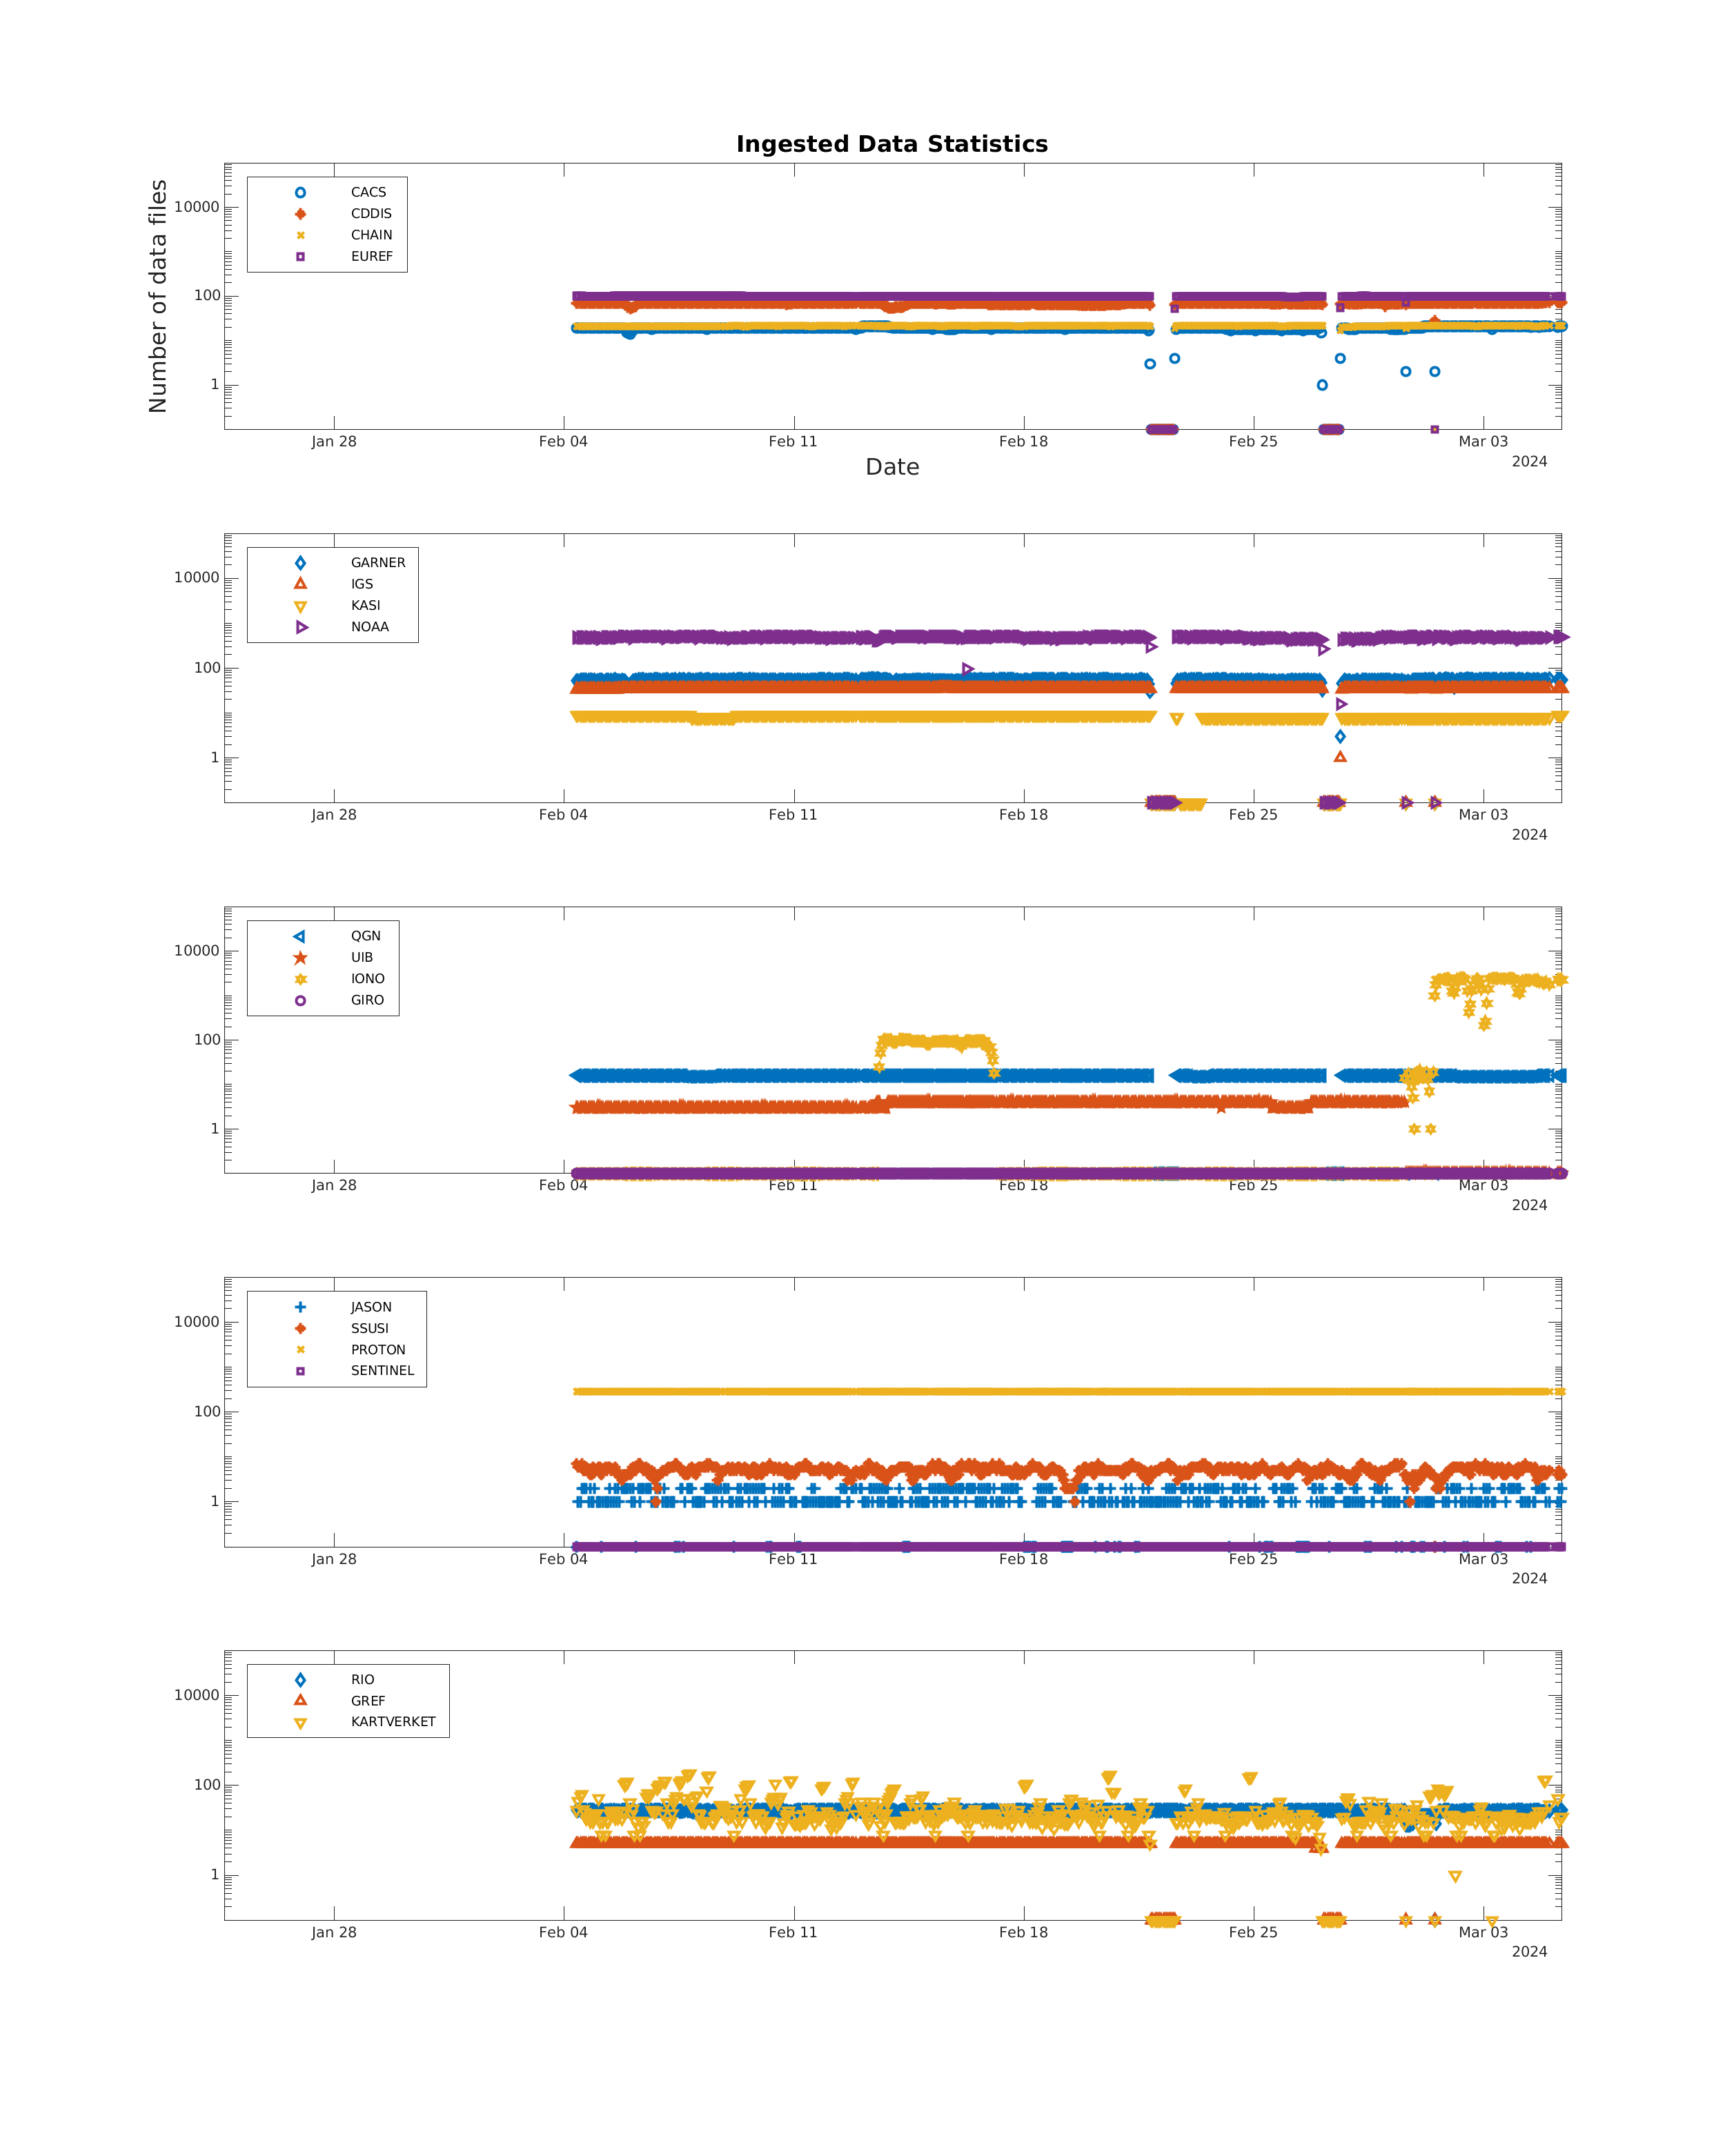 Ingested Data Statistics
Number of data files
CACS
CDDIS
CHAIN
EUREF
10000
100
1
Jan 28 Feb 04 Feb 11 Feb 18 Feb 25 Mar 03
2024
Date
GARNER
IGS
KASI
NOAA
10000
100
1
Jan 28 Feb 04 Feb 11 Feb 18 Feb 25 Mar 03
2024
QGN
UIB
IONO
GIRO
10000
100
1
Jan 28 Feb 04 Feb 11 Feb 18 Feb 25 Mar 03
2024
JASON
SSUSI
PROTON
SENTINEL
10000
100
1
Jan 28 Feb 04 Feb 11 Feb 18 Feb 25 Mar 03
2024
RIO
GREF
KARTVERKET
10000
100
1
Jan 28 Feb 04 Feb 11 Feb 18 Feb 25 Mar 03
2024